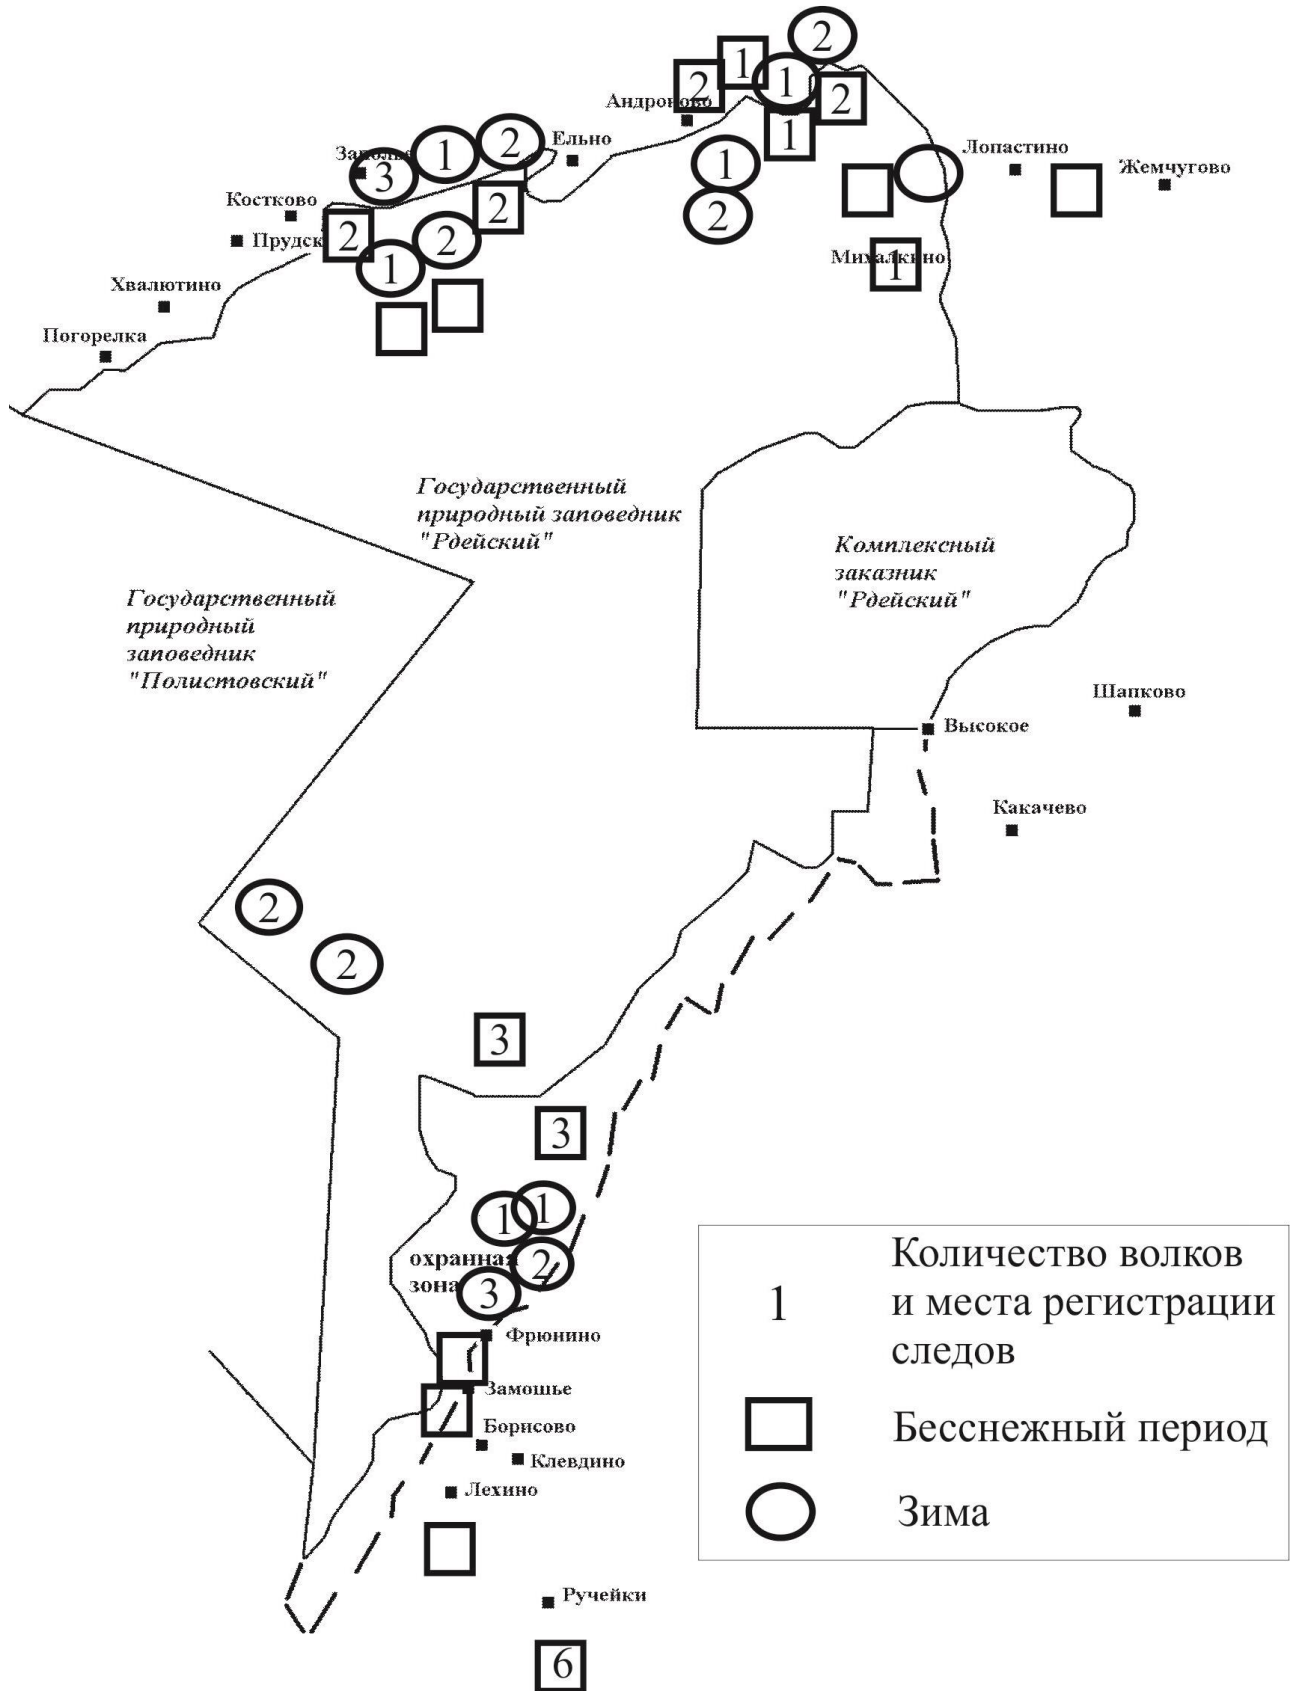 2
1
1
2
2
Андроново
1
Ельно
2
1
Заполье
3
Лопастино
1
Жемчугово
Костково
2
2
Прудск
2
2
1
Михалкино
1
Хвалютино
Погорелка
Государственный
природный заповедник
"Рдейский"
Комплексный
заказник
"Рдейский"
Государственный
природный
заповедник
"Полистовский"
Шапково
Высокое
Какачево
2
2
3
3
1
1
охранная
зона
2
3
Фрюнино
Замошье
Борисово
Клевдино
Лехино
Ручейки
6
1
Количество волков
и места регистрации
следов
Бесснежный период
Зима